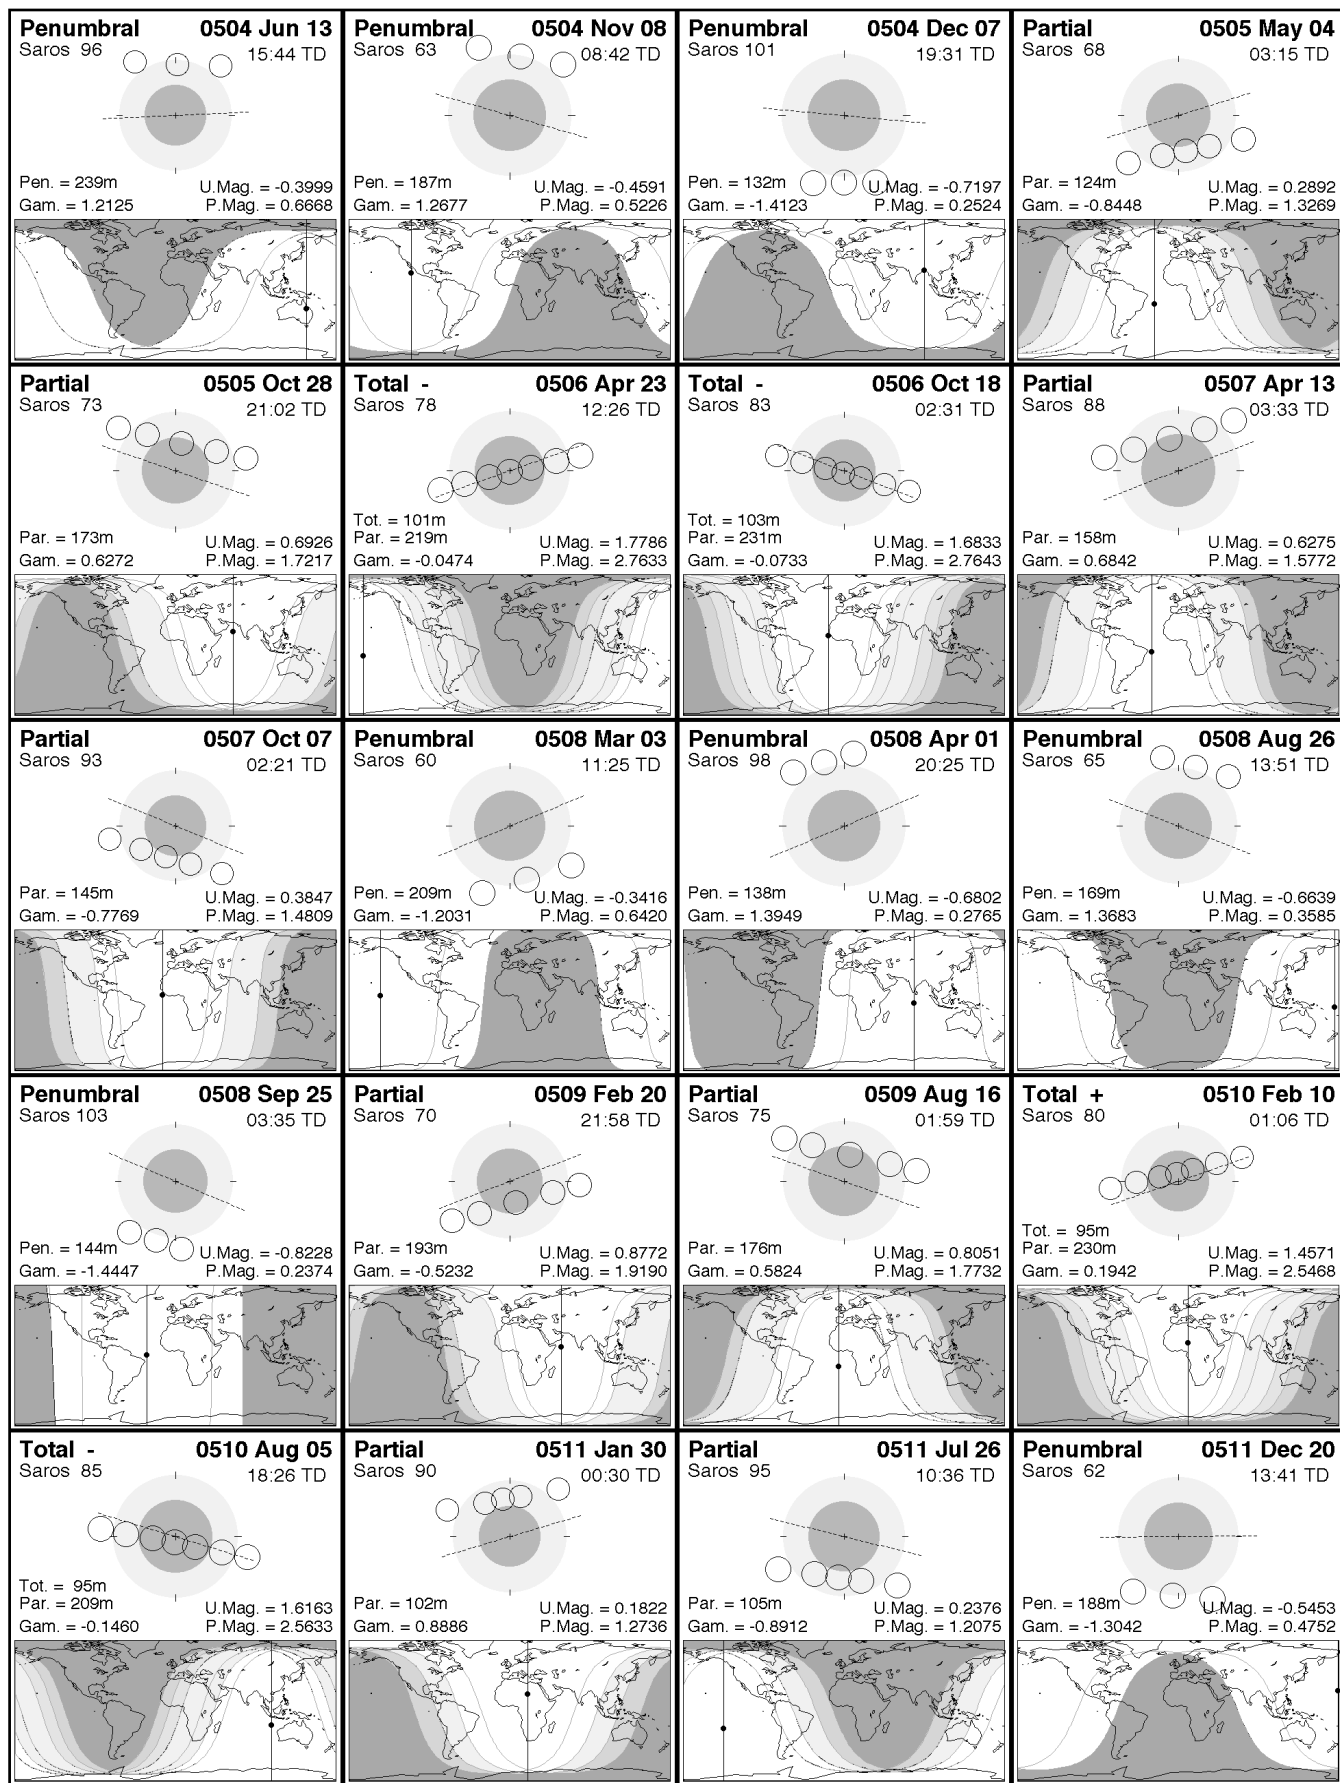 Penumbral 0504 Jun 13
Saros 96 15:44 TD
Pen. = 239m U.Mag. = -0.3999
Gam. = 1.2125 P.Mag. = 0.6668
Penumbral 0504 Nov 08
Saros 63 08:42 TD
Pen. = 187m U.Mag. = -0.4591
Gam. = 1.2677 P.Mag. = 0.5226
Penumbral 0504 Dec 07
Saros 101 19:31 TD
Pen. = 132m U.Mag. = -0.7197
Gam. = -1.4123 P.Mag. = 0.2524
Partial 0505 May 04
Saros 68 03:15 TD
Par. = 124m U.Mag. = 0.2892
Gam. = -0.8448 P.Mag. = 1.3269
Partial 0505 Oct 28
Saros 73 21:02 TD
Par. = 173m U.Mag. = 0.6926
Gam. = 0.6272 P.Mag. = 1.7217
Total - 0506 Apr 23
Saros 78 12:26 TD
Tot. = 101m
Par. = 219m U.Mag. = 1.7786
Gam. = -0.0474 P.Mag. = 2.7633
Total - 0506 Oct 18
Saros 83 02:31 TD
Tot. = 103m
Par. = 231m U.Mag. = 1.6833
Gam. = -0.0733 P.Mag. = 2.7643
Partial 0507 Apr 13
Saros 88 03:33 TD
Par. = 158m U.Mag. = 0.6275
Gam. = 0.6842 P.Mag. = 1.5772
Partial 0507 Oct 07
Saros 93 02:21 TD
Par. = 145m U.Mag. = 0.3847
Gam. = -0.7769 P.Mag. = 1.4809
Penumbral 0508 Mar 03
Saros 60 11:25 TD
Pen. = 209m U.Mag. = -0.3416
Gam. = -1.2031 P.Mag. = 0.6420
Penumbral 0508 Apr 01
Saros 98 20:25 TD
Pen. = 138m U.Mag. = -0.6802
Gam. = 1.3949 P.Mag. = 0.2765
Penumbral 0508 Aug 26
Saros 65 13:51 TD
Pen. = 169m U.Mag. = -0.6639
Gam. = 1.3683 P.Mag. = 0.3585
Penumbral 0508 Sep 25
Saros 103 03:35 TD
Pen. = 144m U.Mag. = -0.8228
Gam. = -1.4447 P.Mag. = 0.2374
Partial 0509 Feb 20
Saros 70 21:58 TD
Par. = 193m U.Mag. = 0.8772
Gam. = -0.5232 P.Mag. = 1.9190
Partial 0509 Aug 16
Saros 75 01:59 TD
Par. = 176m U.Mag. = 0.8051
Gam. = 0.5824 P.Mag. = 1.7732
Total + 0510 Feb 10
Saros 80 01:06 TD
Tot. = 95m
Par. = 230m U.Mag. = 1.4571
Gam. = 0.1942 P.Mag. = 2.5468
Total - 0510 Aug 05
Saros 85 18:26 TD
Tot. = 95m
Par. = 209m U.Mag. = 1.6163
Gam. = -0.1460 P.Mag. = 2.5633
Partial 0511 Jan 30
Saros 90 00:30 TD
Par. = 102m U.Mag. = 0.1822
Gam. = 0.8886 P.Mag. = 1.2736
Partial 0511 Jul 26
Saros 95 10:36 TD
Par. = 105m U.Mag. = 0.2376
Gam. = -0.8912 P.Mag. = 1.2075
Penumbral 0511 Dec 20
Saros 62 13:41 TD
Pen. = 188m U.Mag. = -0.5453
Gam. = -1.3042 P.Mag. = 0.4752